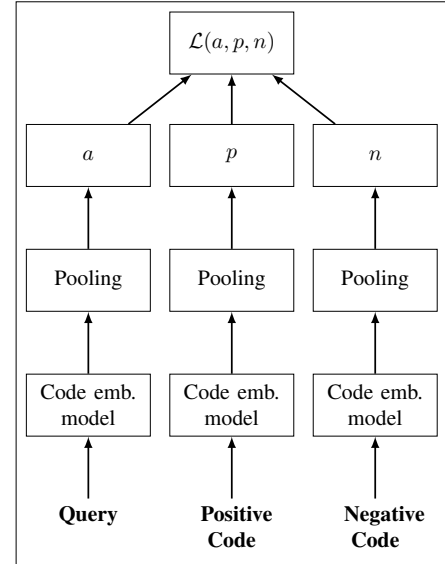 ℒ(a, p, n)
a p n
Pooling Pooling Pooling
Code emb. Code emb. Code emb.
model model model
Query Positive Negative
Code Code